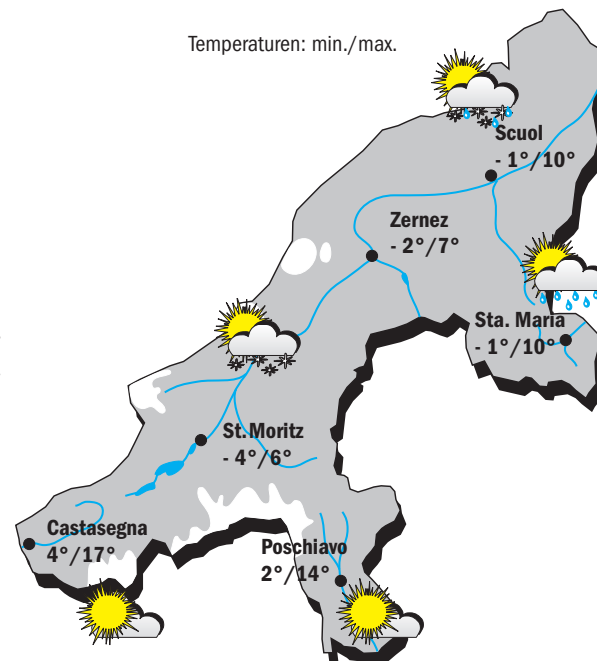 Temperaturen: min./max.
Scuol
- 1°/10°
Zernez
- 2°/7°
Sta. Maria
- 1°/10°
St. Moritz
- 4°/6°
Castasegna
4°/17°
Poschiavo
2°/14°